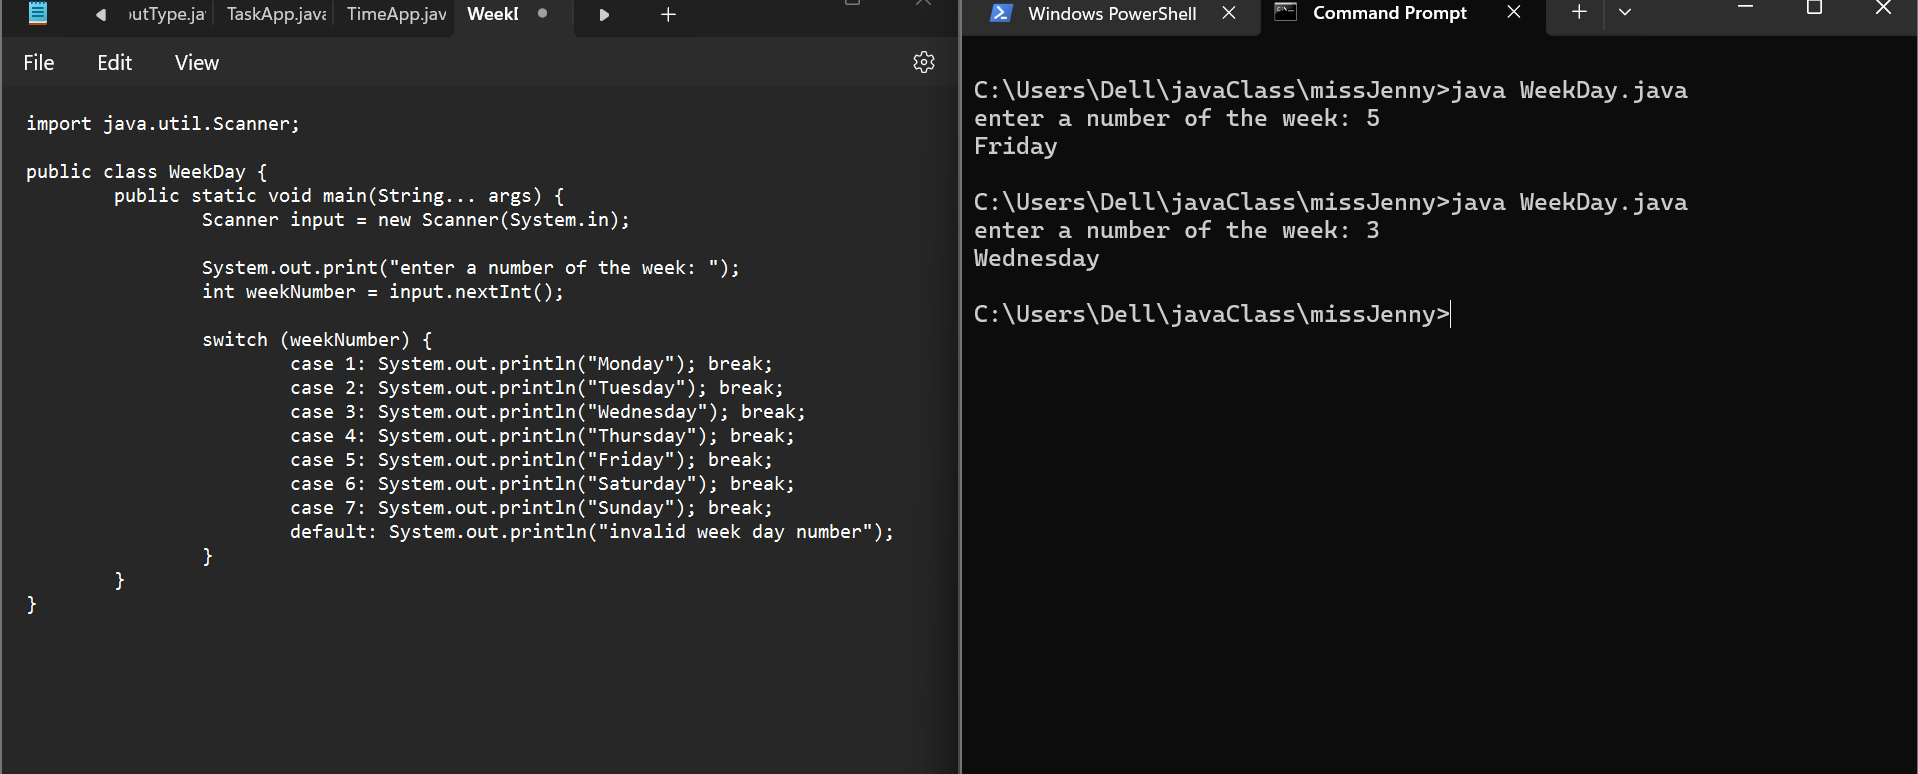 utType.ja TaskApp.java TimeApp.jav Week
File Edit View
import java.util.Scanner;
public class WeekDay {
public static void main(String... args) {
Scanner input = new Scanner(System.in);
System.out.print("enter a number of the week: ");
int weekNumber = input.nextInt();
switch (weekNumber) {
case 1: System.out.println("Monday"); break;
case 2: System.out.println("Tuesday"); break;
case 3: System.out.println("Wednesday"); break;
case 4: System.out.println("Thursday"); break;
case 5: System.out.println("Friday"); break;
case 6: System.out.println("Saturday"); break;
case 7: System.out.println("Sunday"); break;
default: System.out.println("invalid week day number");
}
}
}
Windows PowerShell Command Prompt
C:\Users\Dell\javaClass\missJenny>java WeekDay.java
enter a number of the week: 5
Friday
C:\Users\Dell\javaClass\missJenny>java WeekDay.java
enter a number of the week: 3
Wednesday
C:\Users\Dell\javaClass\missJenny>